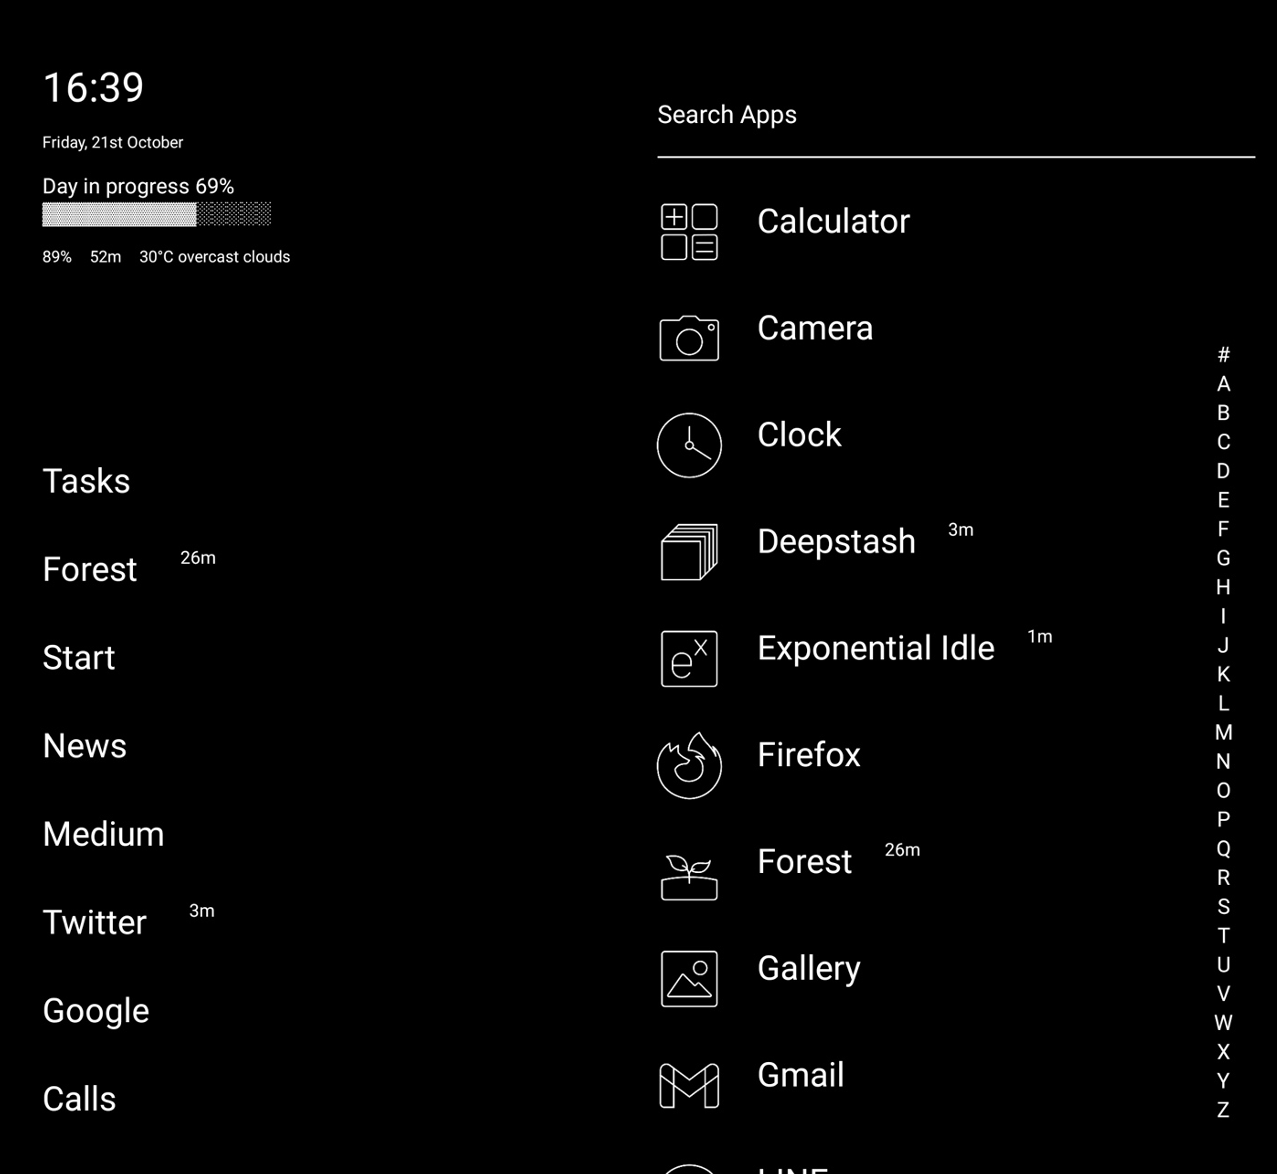 16:39
Friday, 21st October
Day in progress 69%
89% 52m 30°C overcast clouds
Tasks
Forest 26m
Start
News
Medium
Twitter 3m
Google
Calls
Search Apps
Calculator
Camera
Clock
Deepstash 3m
Exponential Idle 1m
eˣ
Firefox
Forest 26m
Gallery
Gmail
LINE
#
A
B
C
D
E
F
G
H
I
J
K
L
M
N
O
P
Q
R
S
T
U
V
W
X
Y
Z